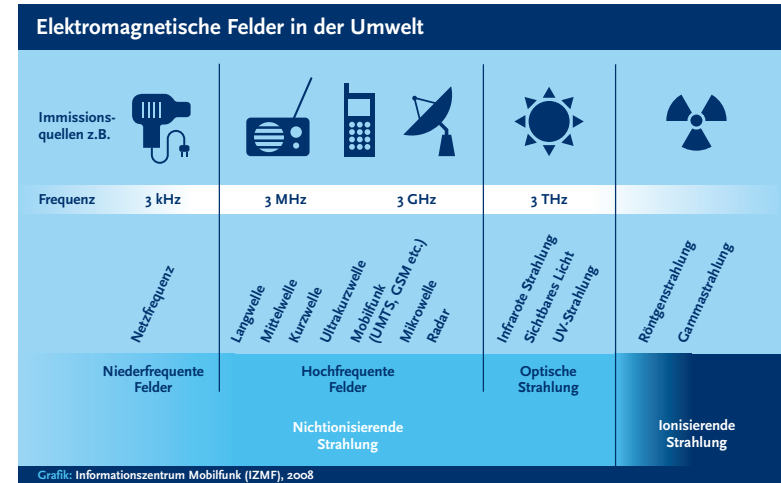 Elektromagnetische Felder in der Umwelt
Immissions-
quellen z.B.
Frequenz 3 kHz 3 MHz 3 GHz 3 THz
Netzfrequenz
Langwelle
Mittelwelle
Kurzwelle
Ultrakurzwelle
Mobilfunk
(UMTS, GSM etc.)
Mikrowelle
Radar
Infrarote Strahlung
Sichtbares Licht
UV-Strahlung
Röntgenstrahlung
Gammastrahlung
Niederfrequente
Felder
Hochfrequente
Felder
Optische
Strahlung
Nichtionisierende
Strahlung
Ionisierende
Strahlung
Grafik: Informationszentrum Mobilfunk (IZMF), 2008